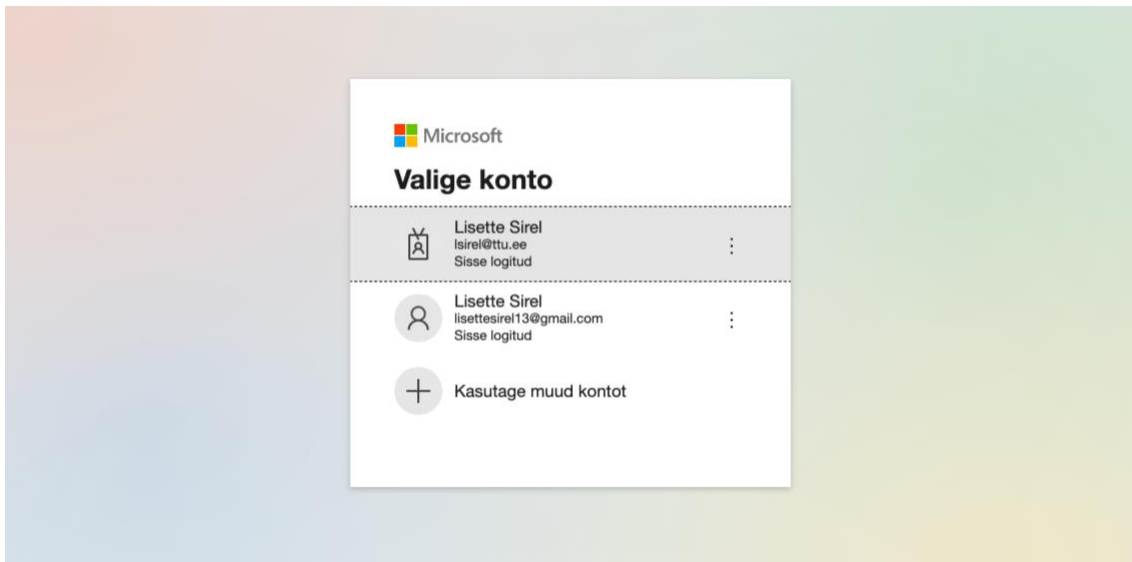 Microsoft
Valige konto
Lisette Sirel
lsirel@ttu.ee
Sisse logitud
Lisette Sirel
lisettesirel13@gmail.com
Sisse logitud
Kasutage muud kontot